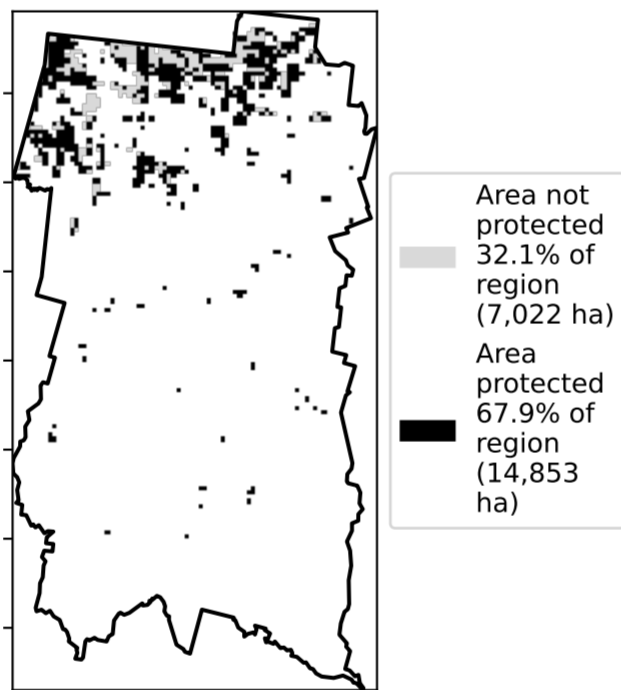 Area not
protected
32.1% of
region
(7,022 ha)
Area
protected
67.9% of
region
(14,853
ha)